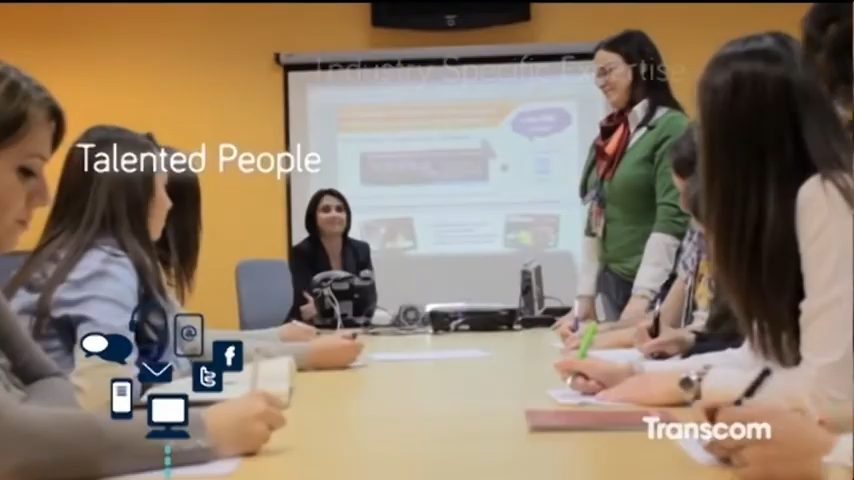 Industry Specific Expertise
Talented People
@
f
t
Transcom